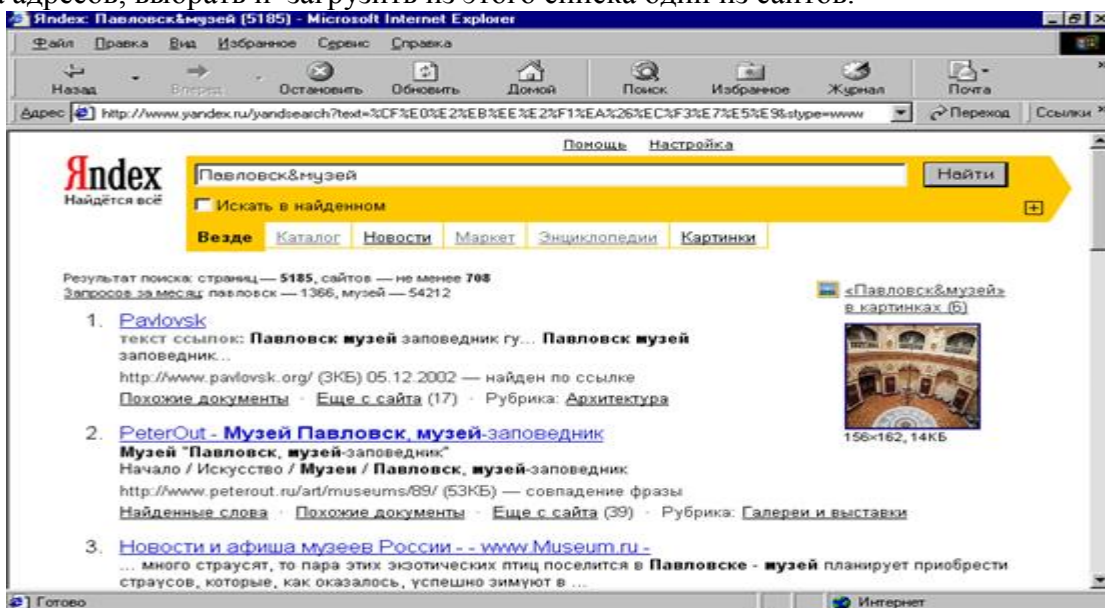 адресов, выбрать и загрузить из этого списка один из сайтов.
Яndex: Павловск&музей (5185) - Microsoft Internet Explorer
Файл Правка Вид Избранное Сервис Справка
Назад Вперед Остановить Обновить Домой Поиск Избранное Журнал Почта
Адрес http://www.yandex.ru/yandsearch?text=%CF%E0%E2%EB%EE%E2%F1%EA%26%EC%F3%E7%E5%E9&stype=www Переход Ссылки »
Помощь Настройка
Яndex
Найдётся всё
Павловск&музей Найти
Искать в найденном
Везде Каталог Новости Маркет Энциклопедии Картинки
Результат поиска: страниц — 5185, сайтов — не менее 708
Запросов за месяц: павловск — 1366, музей — 54212
«Павловск&музей»
в картинках (6)
156×162, 14КБ
1. Pavlovsk
текст ссылок: Павловск музей заповедник гу... Павловск музей
заповедник...
http://www.pavlovsk.org/ (3КБ) 05.12.2002 — найден по ссылке
Похожие документы · Еще с сайта (17) · Рубрика: Архитектура
2. PeterOut - Музей Павловск, музей-заповедник
Музей "Павловск, музей-заповедник"
Начало / Искусство / Музеи / Павловск, музей-заповедник
http://www.peterout.ru/art/museums/89/ (53КБ) — совпадение фразы
Найденные слова · Похожие документы · Еще с сайта (39) · Рубрика: Галереи и выставки
3. Новости и афиша музеев России - - www.Museum.ru -
... много страусят, то пара этих экзотических птиц поселится в Павловске - музей планирует приобрести
страусов, которые, как оказалось, успешно зимуют в ...
Готово Интернет